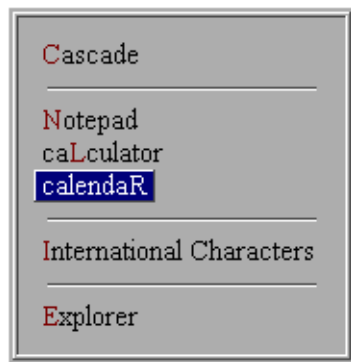 Cascade
Notepad
caLculator
calendaR
International Characters
Explorer